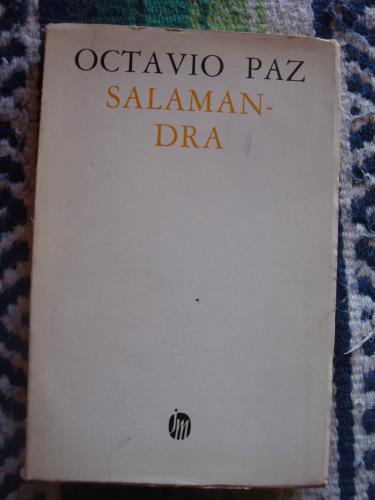 OCTAVIO PAZ
SALAMAN-
DRA
jm